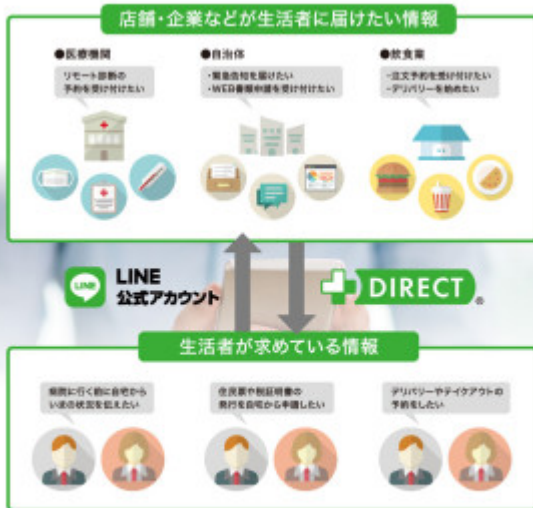 店舗・企業などが生活者に届けたい情報
●医療機関
リモート診断の
予約を受け付けたい
●自治体
・緊急告知を届けたい
・WEB書類申請を受け付けたい
●飲食業
・注文予約を受け付けたい
・デリバリーを始めたい
LINE
LINE
公式アカウント
DIRECT®
生活者が求めている情報
病院に行く前に自宅から
いまの状況を伝えたい
住民票や税証明書の
発行を自宅から申請したい
デリバリーやテイクアウトの
予約をしたい